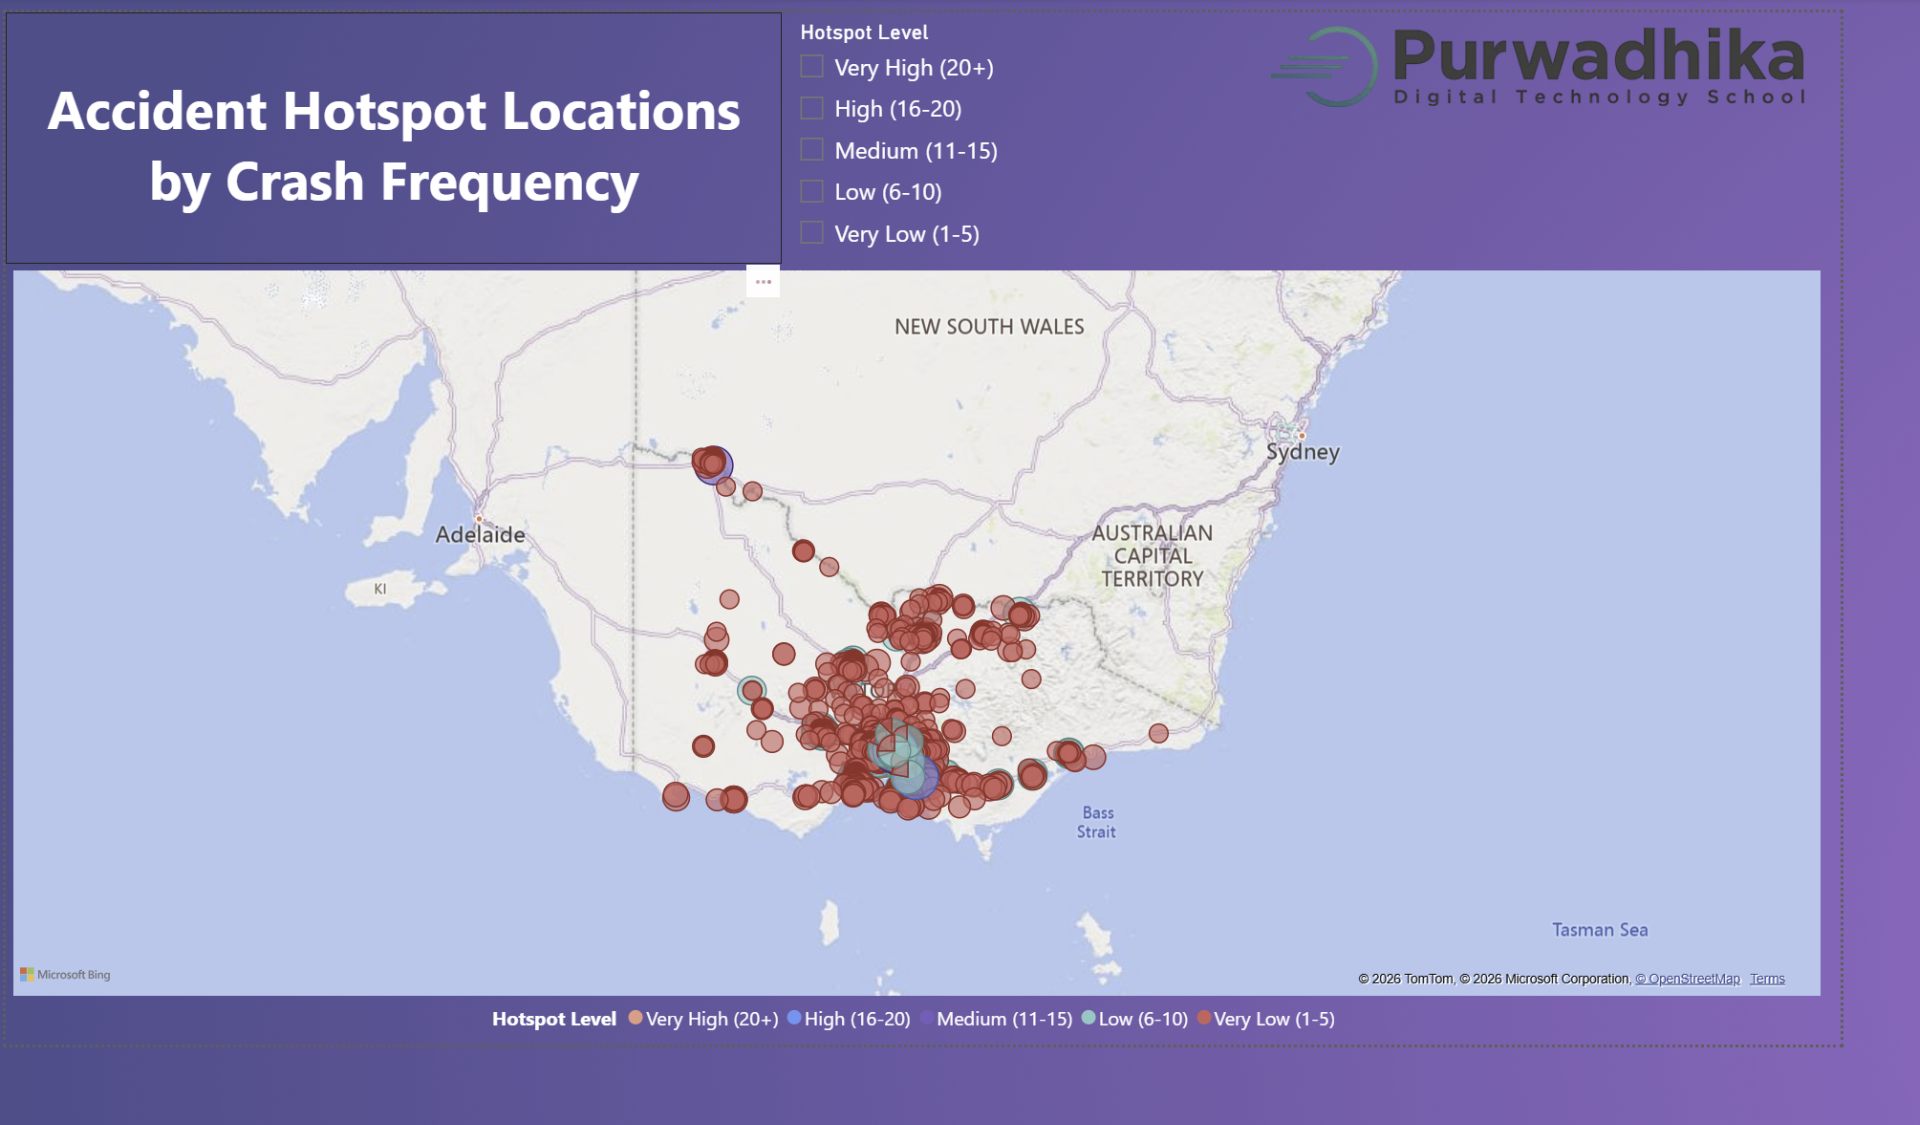 Accident Hotspot Locations
by Crash Frequency
Hotspot Level
Very High (20+)
High (16-20)
Medium (11-15)
Low (6-10)
Very Low (1-5)
Purwadhika
Digital Technology School
...
NEW SOUTH WALES
Sydney
Adelaide
AUSTRALIAN
CAPITAL
TERRITORY
KI
Bass
Strait
Tasman Sea
Microsoft Bing
© 2026 TomTom, © 2026 Microsoft Corporation, © OpenStreetMap Terms
Hotspot Level Very High (20+) High (16-20) Medium (11-15) Low (6-10) Very Low (1-5)